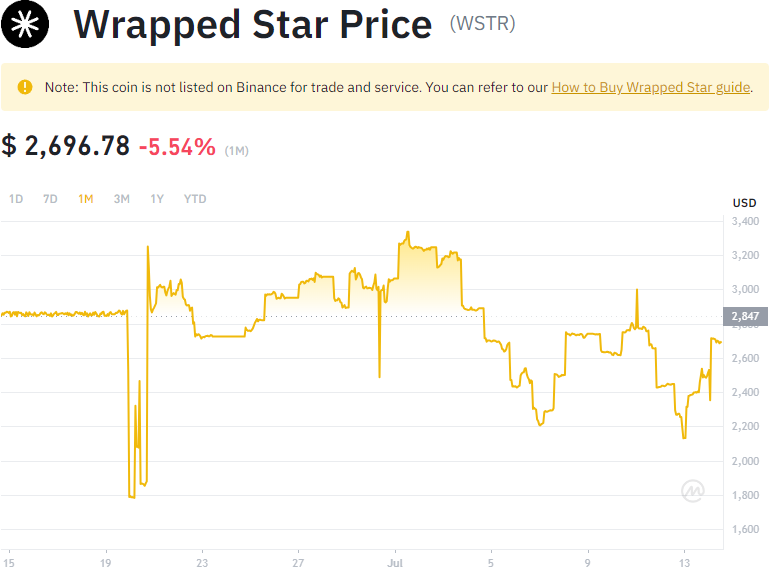 Wrapped Star Price (WSTR)
Note: This coin is not listed on Binance for trade and service. You can refer to our How to Buy Wrapped Star guide.
$ 2,696.78 -5.54% (1M)
1D 7D 1M 3M 1Y YTD
USD
3,400
3,200
3,000
2,847
2,600
2,400
2,200
2,000
1,800
1,600
15 19 23 27 Jul 5 9 13